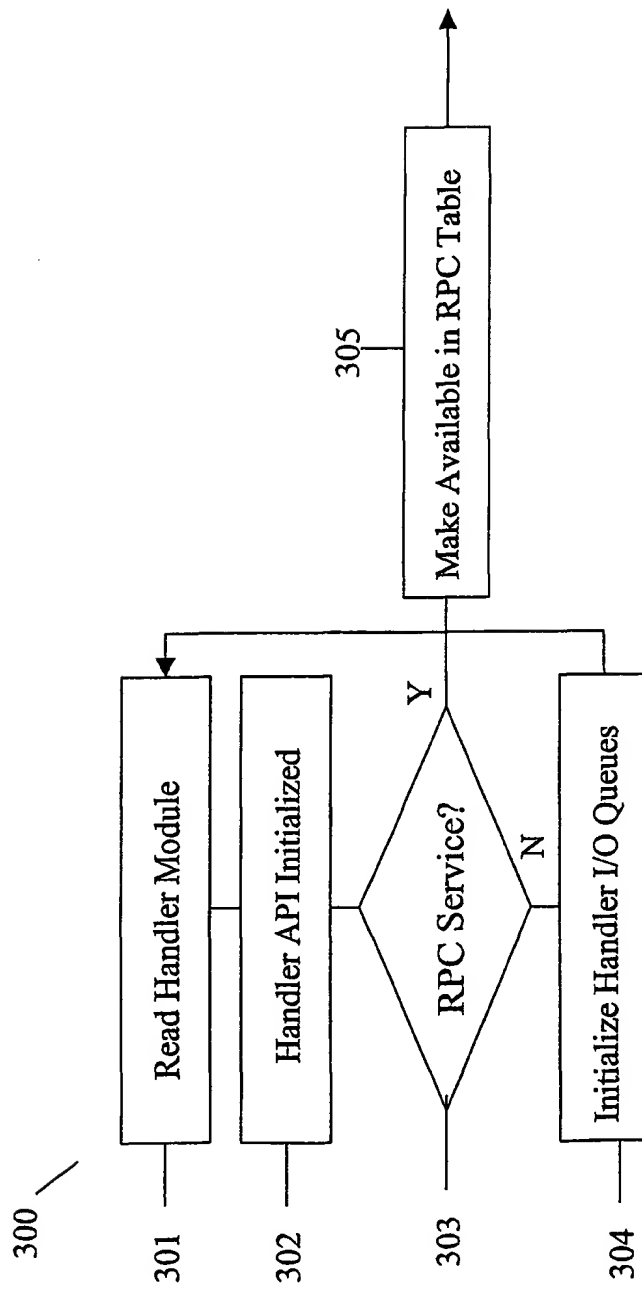 300
301
Read Handler Module
302
Handler API Initialized
303
RPC Service?
Y
N
304
Initialize Handler I/O Queues
305
Make Available in RPC Table